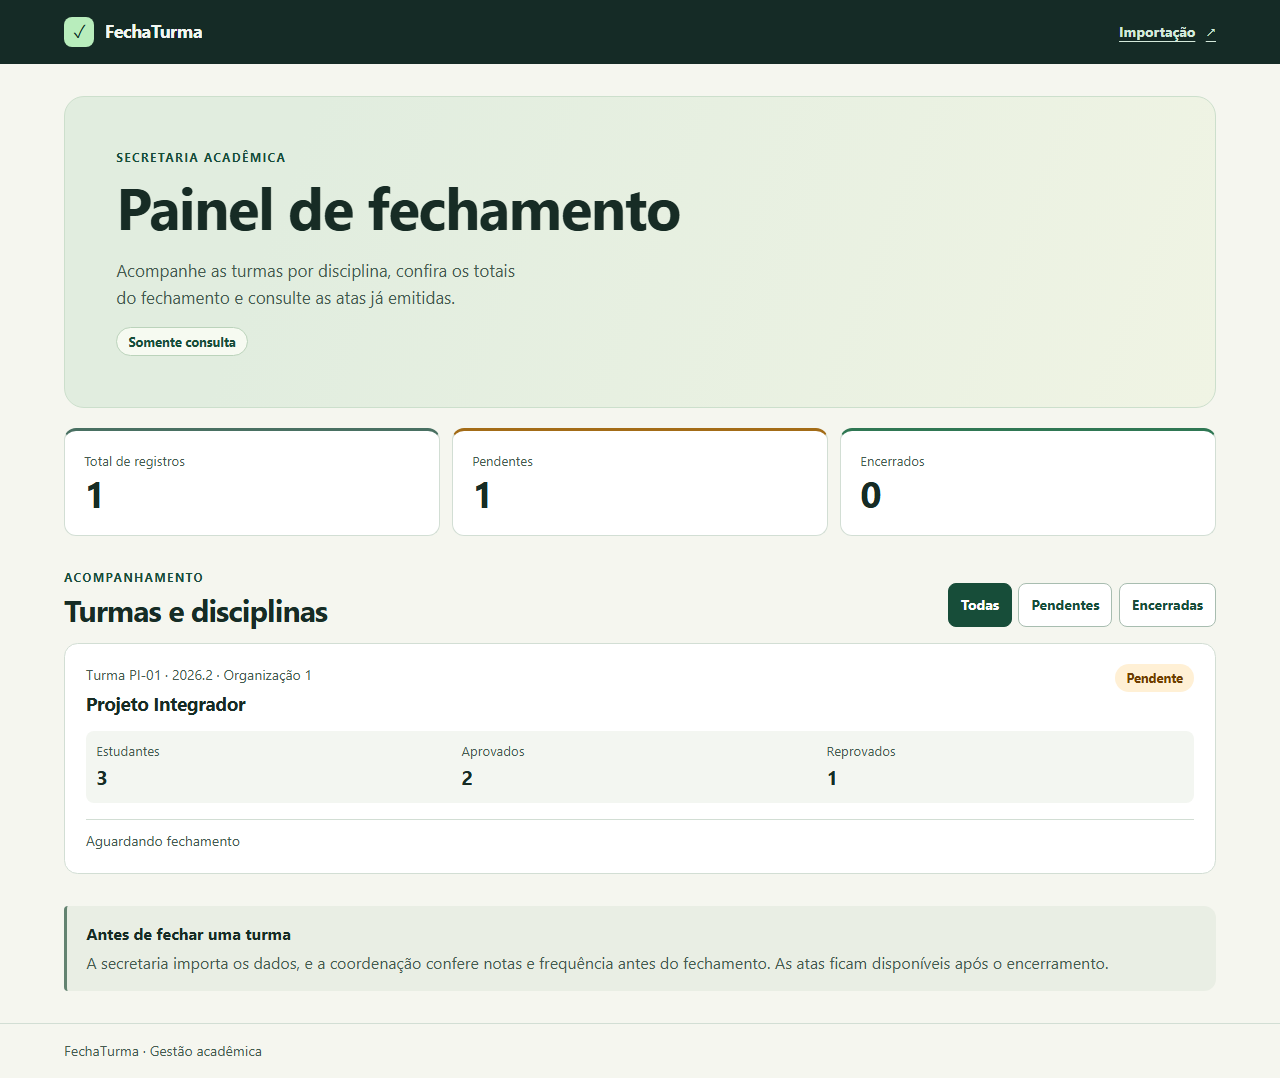 ✓ FechaTurma
Importação ↗
SECRETARIA ACADÊMICA
Painel de fechamento
Acompanhe as turmas por disciplina, confira os totais
do fechamento e consulte as atas já emitidas.
Somente consulta
Total de registros
1
Pendentes
1
Encerrados
0
ACOMPANHAMENTO
Turmas e disciplinas
Todas
Pendentes
Encerradas
Turma PI-01 · 2026.2 · Organização 1
Pendente
Projeto Integrador
Estudantes
3
Aprovados
2
Reprovados
1
Aguardando fechamento
Antes de fechar uma turma
A secretaria importa os dados, e a coordenação confere notas e frequência antes do fechamento. As atas ficam disponíveis após o encerramento.
FechaTurma · Gestão acadêmica